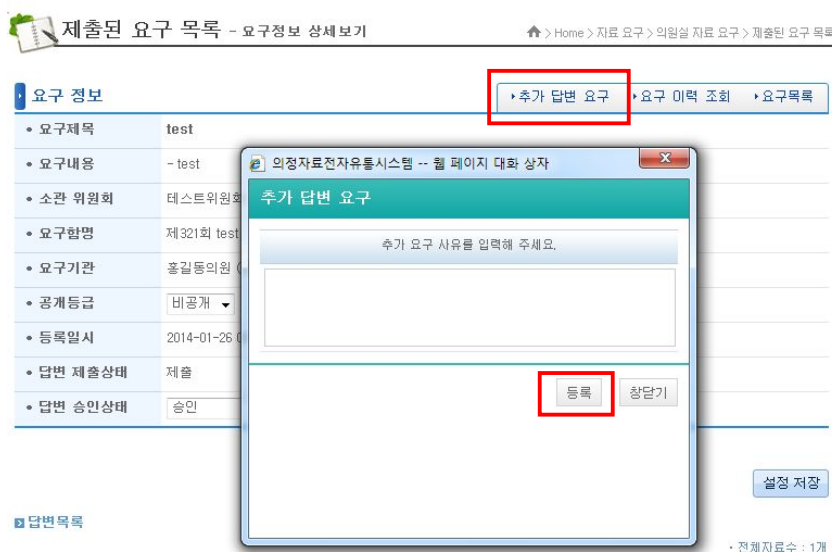 제출된 요구 목록 - 요구정보 상세보기
> Home > 자료 요구 > 의원실 자료 요구 > 제출된 요구 목록
요구 정보
추가 답변 요구 요구 이력 조회 요구목록
• 요구제목 test
• 요구내용 - test
• 소관 위원회 테스트위원회
• 요구함명 제321회 test
• 요구기관 홍길동의원 (
• 공개등급 비공개
• 등록일시 2014-01-26 0
• 답변 제출상태 제출
• 답변 승인상태 승인
의정자료전자유통시스템 -- 웹 페이지 대화 상자
추가 답변 요구
추가 요구 사유를 입력해 주세요.
등록 창닫기
설정 저장
답변목록
• 전체자료수 : 1개